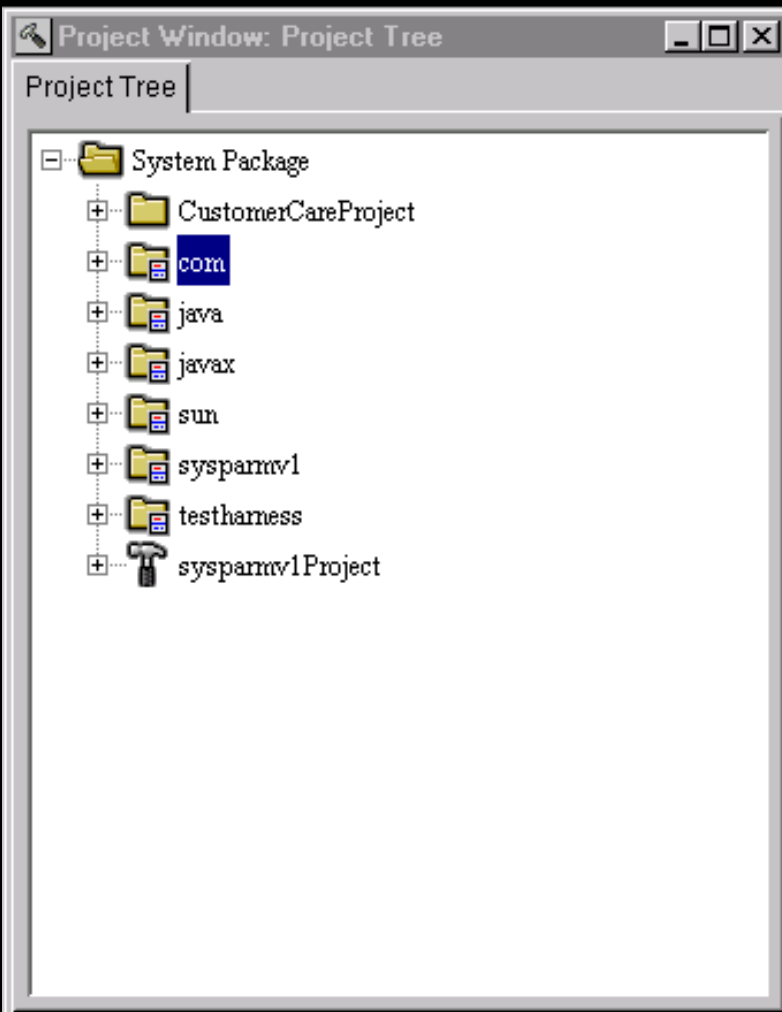 Project Window: Project Tree
Project Tree
System Package
CustomerCareProject
com
java
javax
sun
sysparmv1
testharness
sysparmv1Project